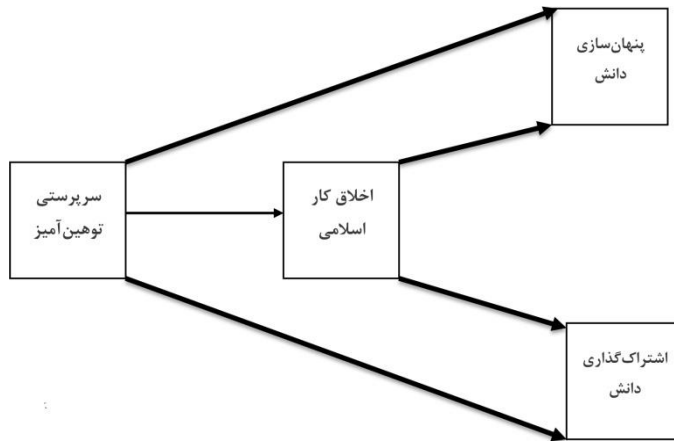 پنهان‌سازی
دانش
اخلاق کار
اسلامی
سرپرستی
توهین‌آمیز
اشتراک‌گذاری
دانش